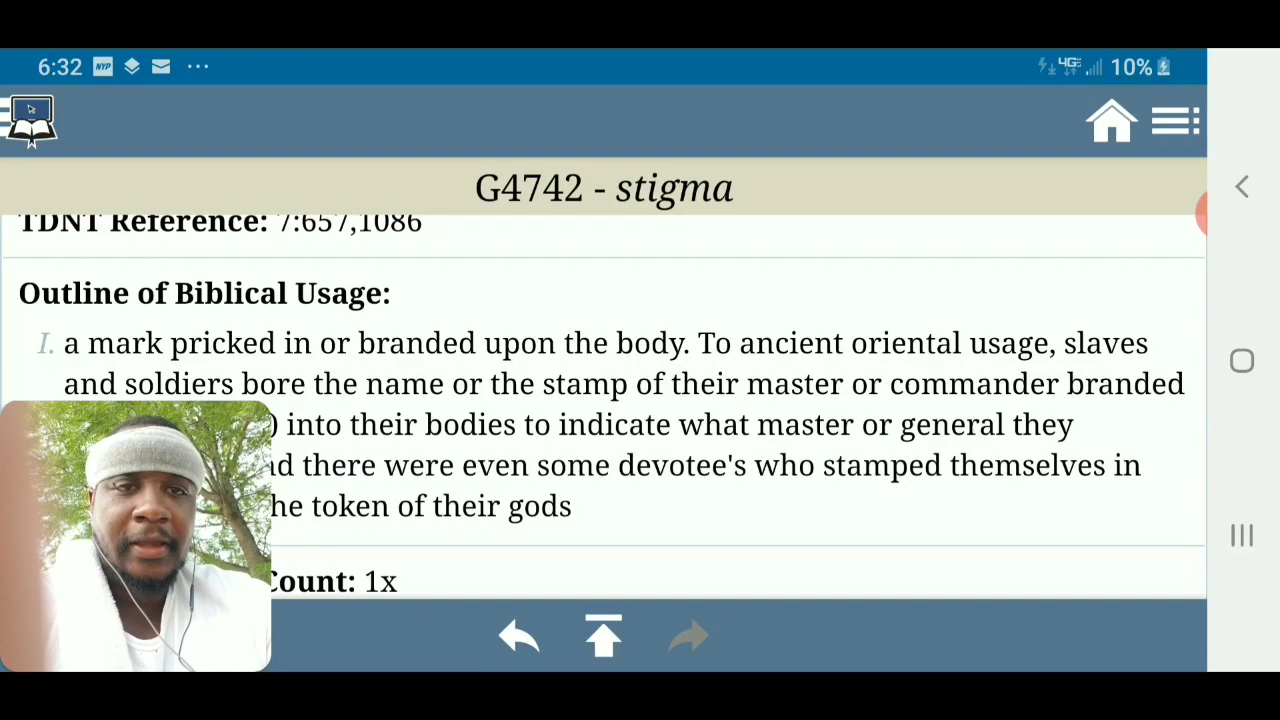 6:32 NYP ... 4GE 10%
G4742 - stigma
TDNT Reference: 7:657,1086
Outline of Biblical Usage:
I. a mark pricked in or branded upon the body. To ancient oriental usage, slaves
and soldiers bore the name or the stamp of their master or commander branded
) into their bodies to indicate what master or general they
there were even some devotee's who stamped themselves in
token of their gods
Count: 1x